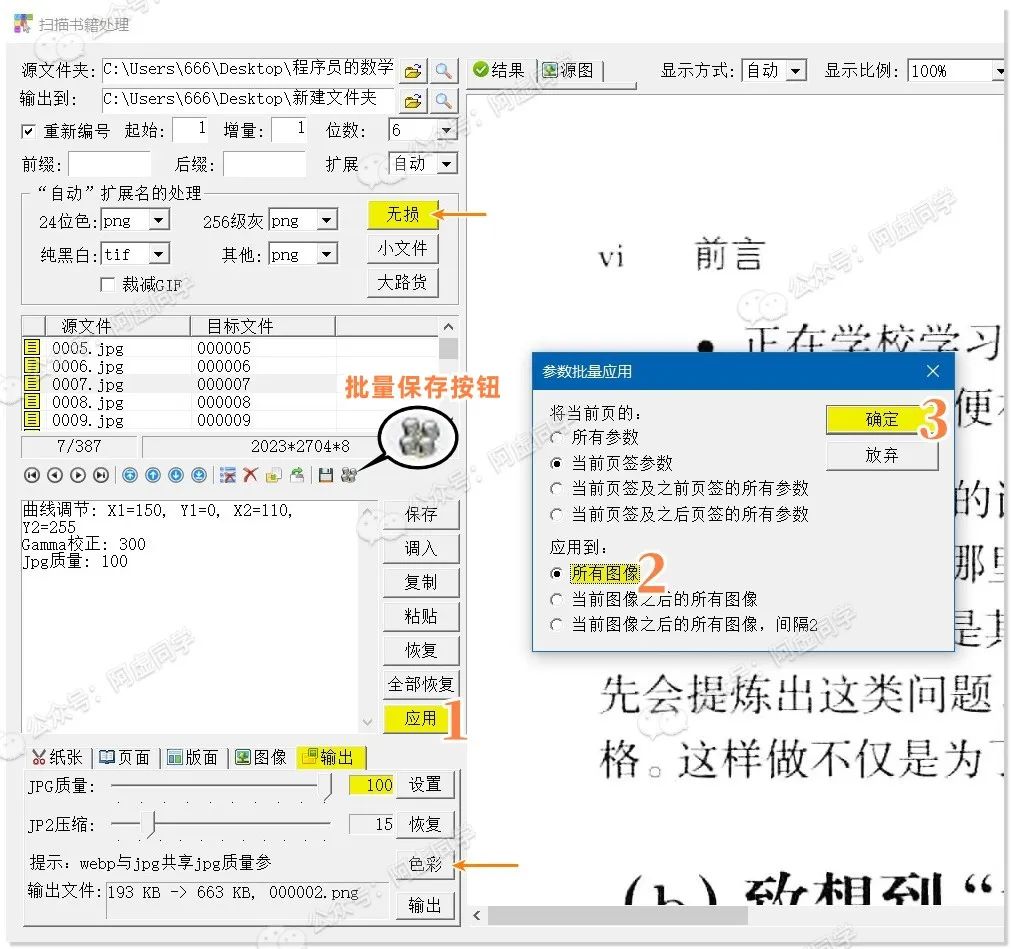 扫描书籍处理
源文件夹: C:\Users\666\Desktop\程序员的数学
输出到: C:\Users\666\Desktop\新建文件夹
重新编号 起始: 1 增量: 1 位数: 6
前缀: 后缀: 扩展 自动
“自动”扩展名的处理
24位色: png 256级灰 png 无损
纯黑白: tif 其他: png 小文件
裁减GIF 大路货
源文件 目标文件
0005.jpg 000005
0006.jpg 000006
0007.jpg 000007
0008.jpg 000008
0009.jpg 000009
批量保存按钮
7/387 2023*2704*8
曲线调节: X1=150, Y1=0, X2=110,
Y2=255
Gamma校正: 300
Jpg质量: 100
保存
调入
复制
粘贴
恢复
全部恢复
应用 1
纸张 页面 版面 图像 输出
JPG质量: 100 设置
JP2压缩: 15 恢复
提示: webp与jpg共享jpg质量参 色彩
输出文件: 193 KB -> 663 KB, 000002.png 输出
结果 源图 显示方式: 自动 显示比例: 100%
vi 前言
正在学校学习
便
参数批量应用
将当前页的:
所有参数
当前页签参数
当前页签及之前页签的所有参数
当前页签及之后页签的所有参数
应用到:
所有图像 2
当前图像之后的所有图像
当前图像之后的所有图像, 间隔2
确定 3
放弃
的
那
是其
先会提炼出这类问题
格。这样做不仅是为了
(b) 致想到“
公众号: 阿虚同学